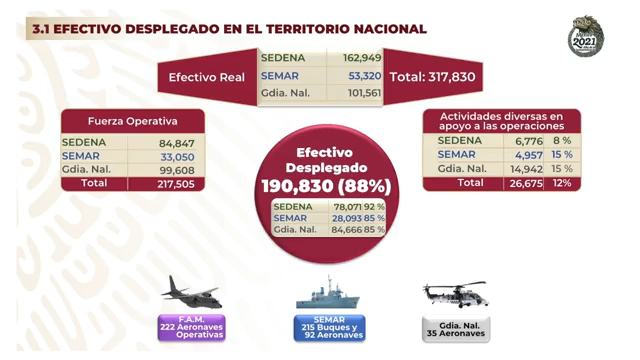 3.1 EFECTIVO DESPLEGADO EN EL TERRITORIO NACIONAL
2021
Efectivo Real
SEDENA 162,949
SEMAR 53,320
Gdia. Nal. 101,561
Total: 317,830
Fuerza Operativa
SEDENA 84,847
SEMAR 33,050
Gdia. Nal. 99,608
Total 217,505
Efectivo
Desplegado
190,830 (88%)
SEDENA 78,071 92 %
SEMAR 28,093 85 %
Gdia. Nal. 84,666 85 %
Actividades diversas en
apoyo a las operaciones
SEDENA 6,776 8 %
SEMAR 4,957 15 %
Gdia. Nal. 14,942 15 %
Total 26,675 12%
F.A.M.
222 Aeronaves
Operativas
SEMAR
215 Buques y
92 Aeronaves
Gdia. Nal.
35 Aeronaves